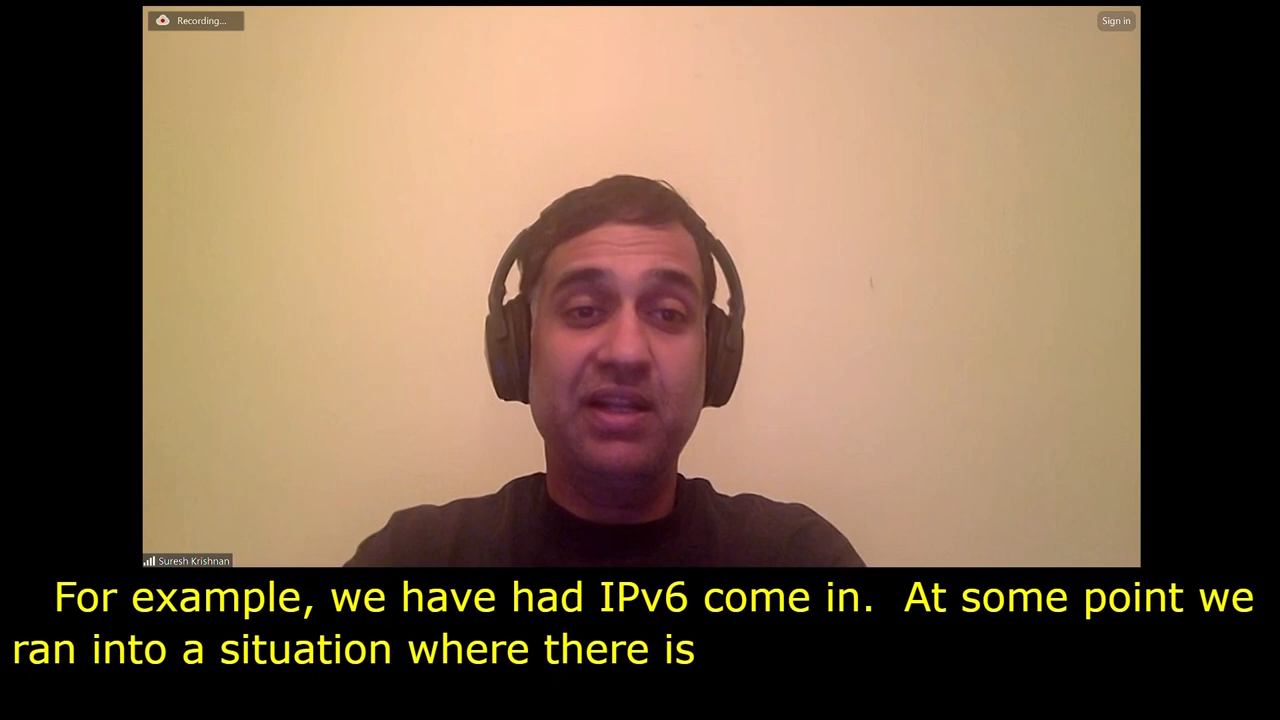 Recording...
Sign in
Suresh Krishnan
For example, we have had IPv6 come in.  At some point we
ran into a situation where there is